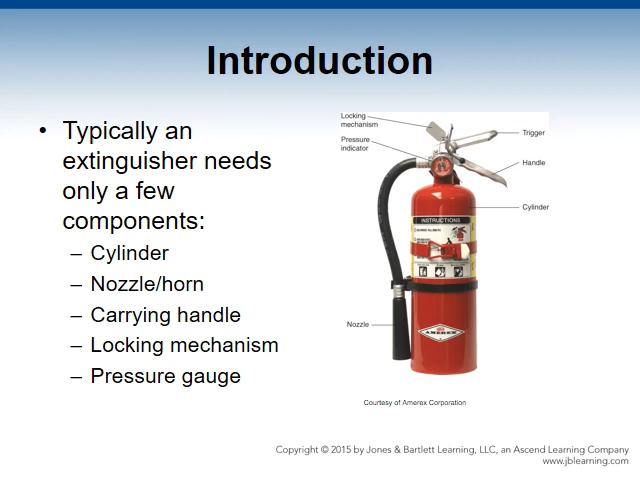 Introduction
• Typically an
extinguisher needs
only a few
components:
– Cylinder
– Nozzle/horn
– Carrying handle
– Locking mechanism
– Pressure gauge
Locking
mechanism
Pressure
indicator
Trigger
Handle
Cylinder
INSTRUCTIONS
Nozzle
AMEREX
Courtesy of Amerex Corporation
Copyright © 2015 by Jones & Bartlett Learning, LLC, an Ascend Learning Company
www.jblearning.com